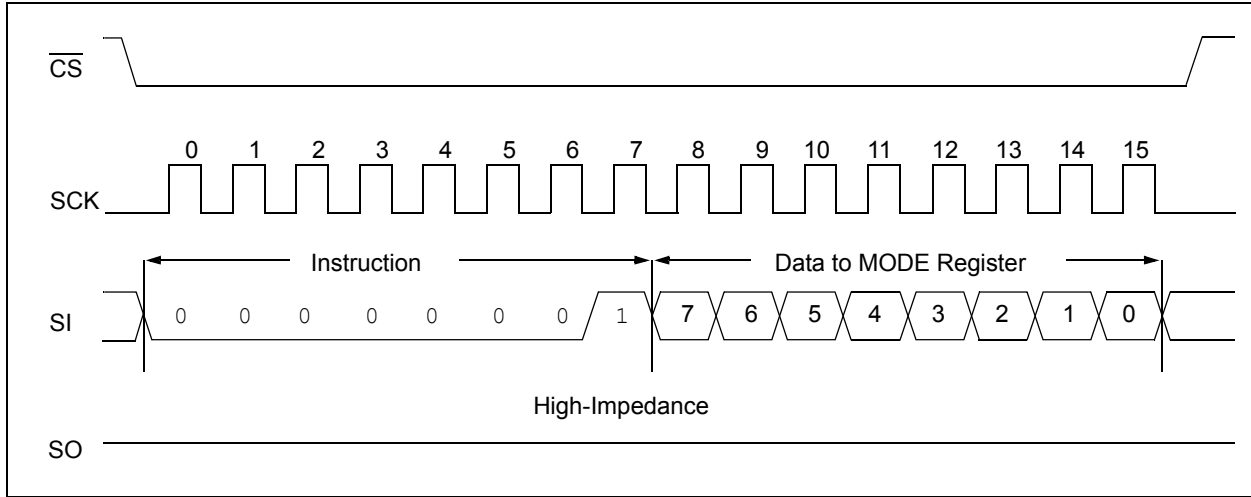 CS
0 1 2 3 4 5 6 7 8 9 10 11 12 13 14 15
SCK
Instruction Data to MODE Register
SI 0 0 0 0 0 0 0 1 7 6 5 4 3 2 1 0
High-Impedance
SO